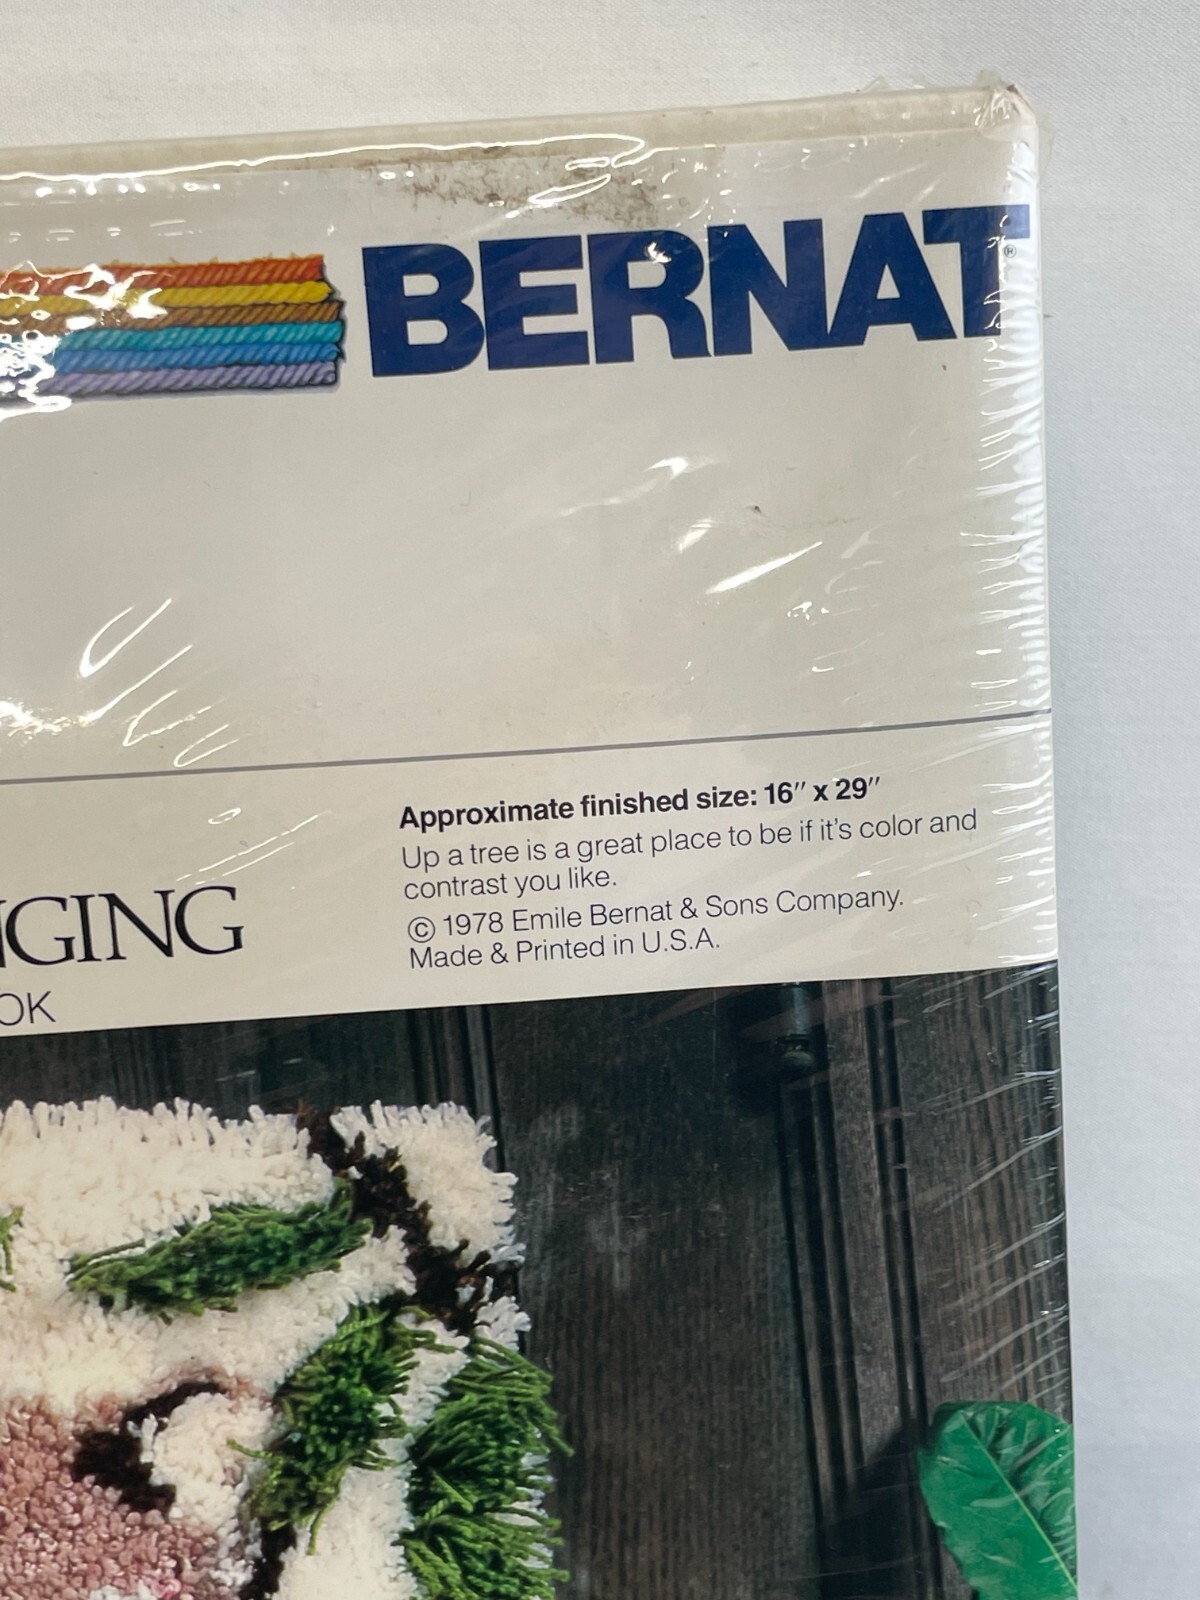 BERNAT®
Approximate finished size: 16″ x 29″
Up a tree is a great place to be if it's color and
contrast you like.
© 1978 Emile Bernat & Sons Company.
Made & Printed in U.S.A.
NGING
OK